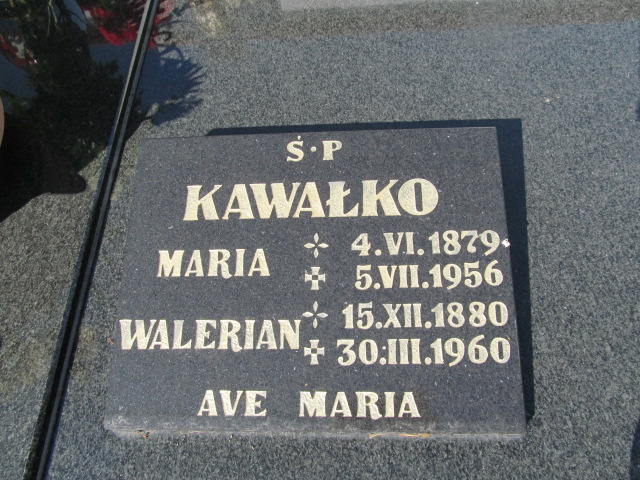 Ś·P
KAWAŁKO
MARIA 4.VI.1879
5.VII.1956
WALERIAN 15.XII.1880
30.III.1960
AVE MARIA